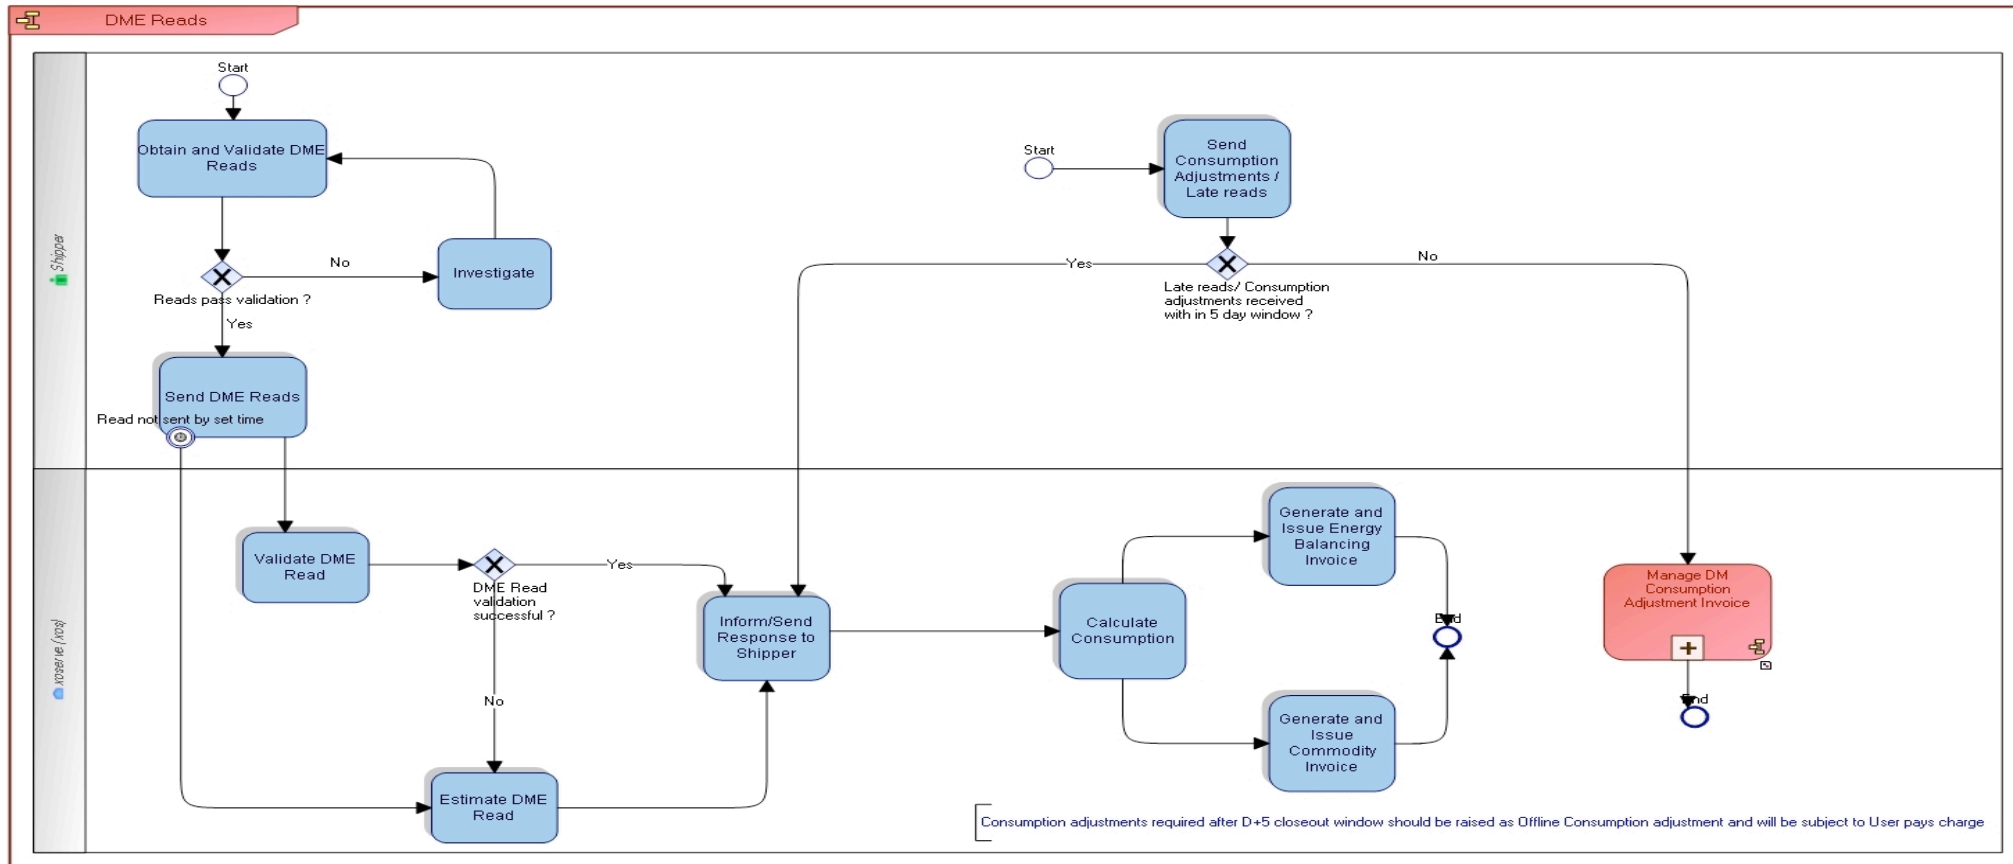 DME Reads
Start
Obtain and Validate DME
Reads
Start
Send
Consumption
Adjustments /
Late reads
Shipper
Investigate
No
Reads pass validation ?
Yes
Yes
No
Late reads/ Consumption
adjustments received
with in 5 day window ?
Send DME Reads
Read not sent by set time
xoserve (xos)
Validate DME
Read
DME Read
validation
successful ?
Yes
No
Inform/Send
Response to
Shipper
Calculate
Consumption
Generate and
Issue Energy
Balancing
Invoice
End
Manage DM
Consumption
Adjustment Invoice
End
Generate and
Issue
Commodity
Invoice
Estimate DME
Read
Consumption adjustments required after D+5 closeout window should be raised as Offline Consumption adjustment and will be subject to User pays charge